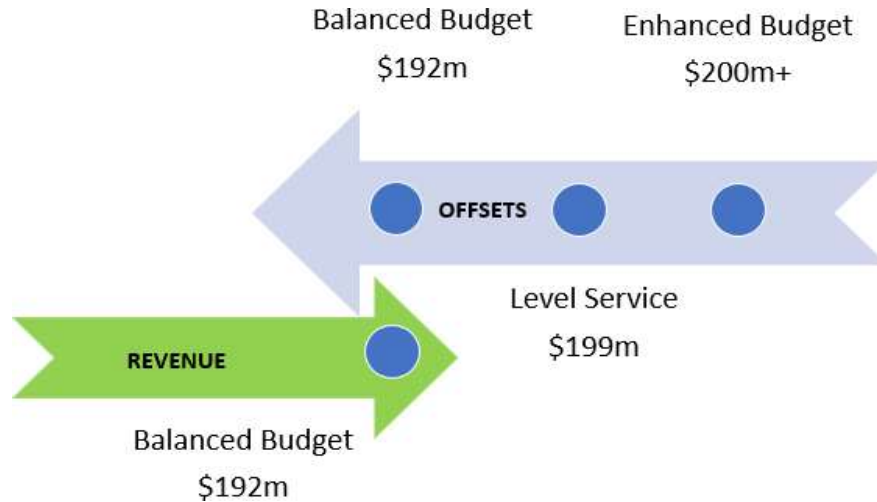 Balanced Budget
$192m
Enhanced Budget
$200m+
OFFSETS
Level Service
$199m
REVENUE
Balanced Budget
$192m